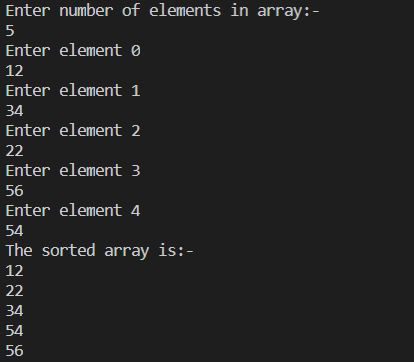 Enter number of elements in array:-
5
Enter element 0
12
Enter element 1
34
Enter element 2
22
Enter element 3
56
Enter element 4
54
The sorted array is:-
12
22
34
54
56